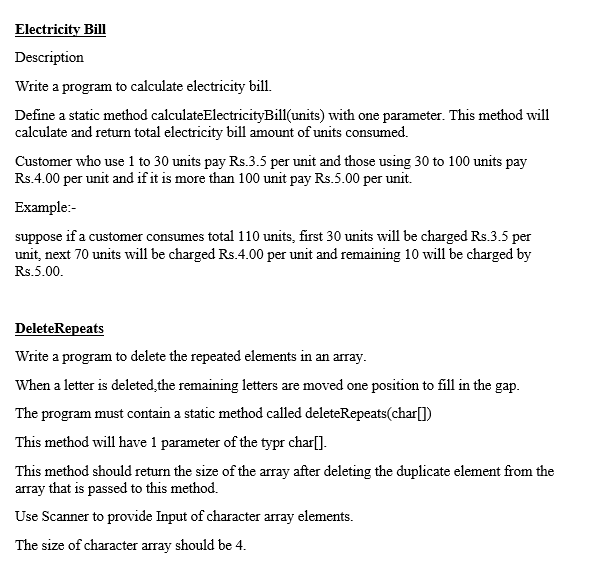 Electricity Bill
Description
Write a program to calculate electricity bill.
Define a static method calculateElectricityBill(units) with one parameter. This method will
calculate and return total electricity bill amount of units consumed.
Customer who use 1 to 30 units pay Rs.3.5 per unit and those using 30 to 100 units pay
Rs.4.00 per unit and if it is more than 100 unit pay Rs.5.00 per unit.
Example:-
suppose if a customer consumes total 110 units, first 30 units will be charged Rs.3.5 per
unit, next 70 units will be charged Rs.4.00 per unit and remaining 10 will be charged by
Rs.5.00.
DeleteRepeats
Write a program to delete the repeated elements in an array.
When a letter is deleted,the remaining letters are moved one position to fill in the gap.
The program must contain a static method called deleteRepeats(char[])
This method will have 1 parameter of the typr char[].
This method should return the size of the array after deleting the duplicate element from the
array that is passed to this method.
Use Scanner to provide Input of character array elements.
The size of character array should be 4.